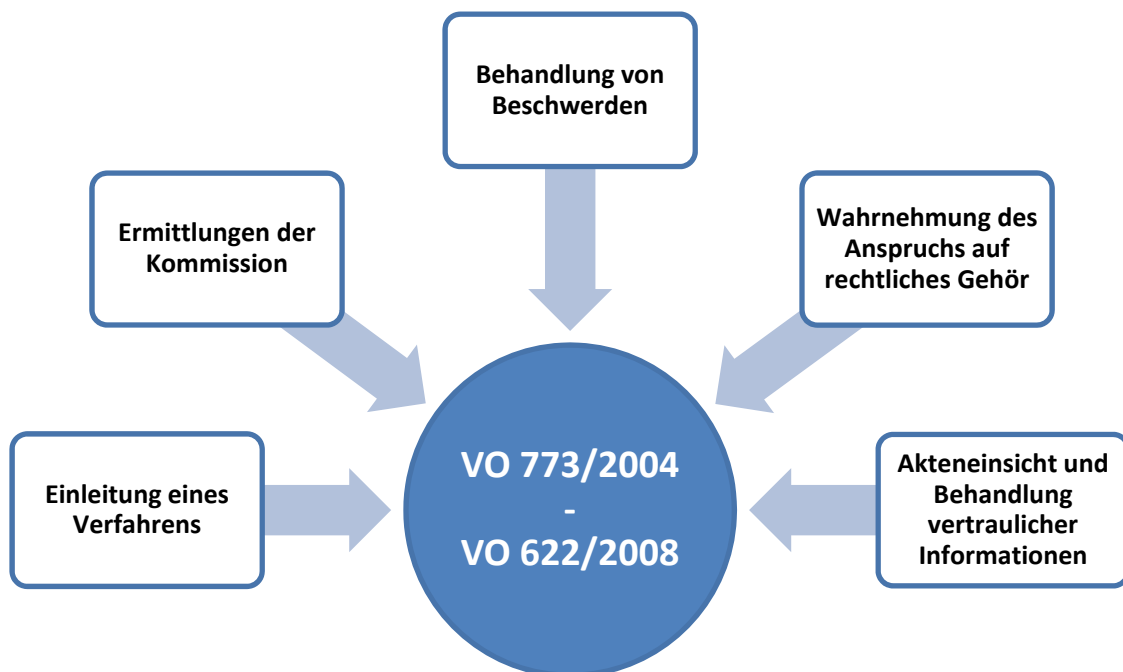 Behandlung von
Beschwerden
Ermittlungen der
Kommission
Wahrnehmung des
Anspruchs auf
rechtliches Gehör
Einleitung eines
Verfahrens
VO 773/2004
-
VO 622/2008
Akteneinsicht und
Behandlung
vertraulicher
Informationen